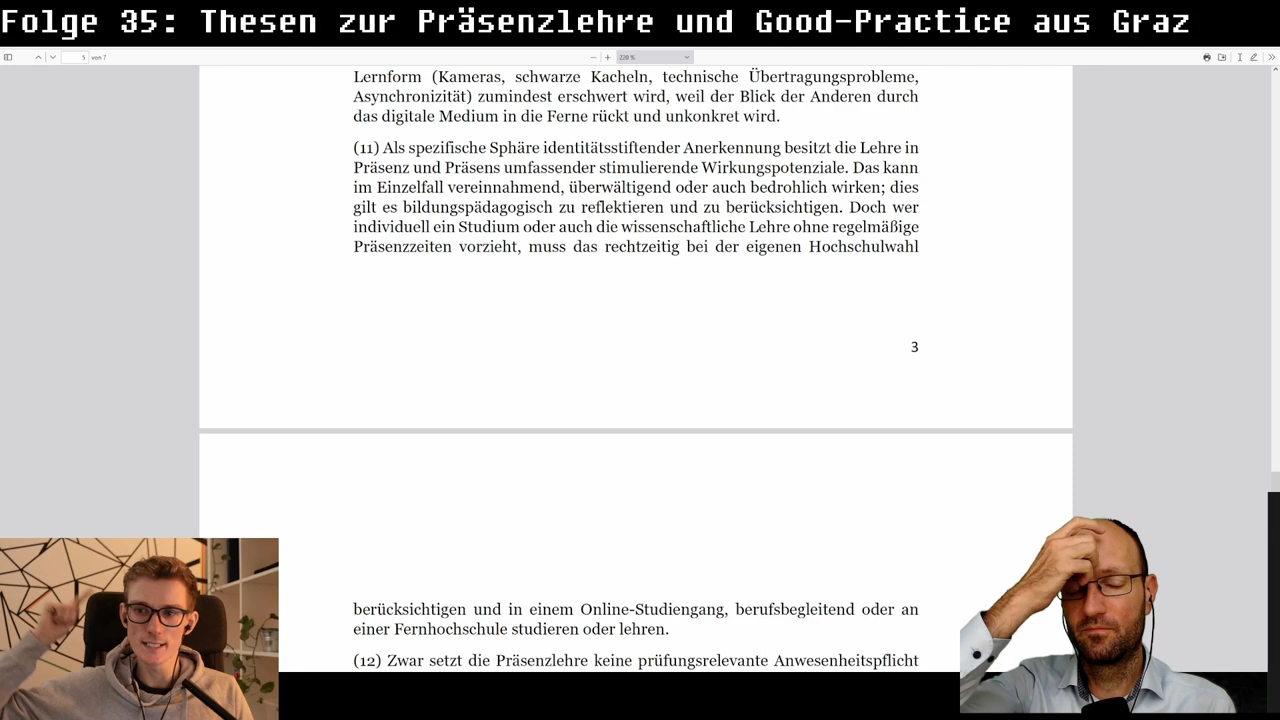 Folge 35: Thesen zur Präsenzlehre und Good-Practice aus Graz
5 von 7
220 %
Lernform (Kameras, schwarze Kacheln, technische Übertragungsprobleme,
Asynchronizität) zumindest erschwert wird, weil der Blick der Anderen durch
das digitale Medium in die Ferne rückt und unkonkret wird.
(11) Als spezifische Sphäre identitätsstiftender Anerkennung besitzt die Lehre in
Präsenz und Präsens umfassender stimulierende Wirkungspotenziale. Das kann
im Einzelfall vereinnahmend, überwältigend oder auch bedrohlich wirken; dies
gilt es bildungspädagogisch zu reflektieren und zu berücksichtigen. Doch wer
individuell ein Studium oder auch die wissenschaftliche Lehre ohne regelmäßige
Präsenzzeiten vorzieht, muss das rechtzeitig bei der eigenen Hochschulwahl
3
berücksichtigen und in einem Online-Studiengang, berufsbegleitend oder an
einer Fernhochschule studieren oder lehren.
(12) Zwar setzt die Präsenzlehre keine prüfungsrelevante Anwesenheitspflicht